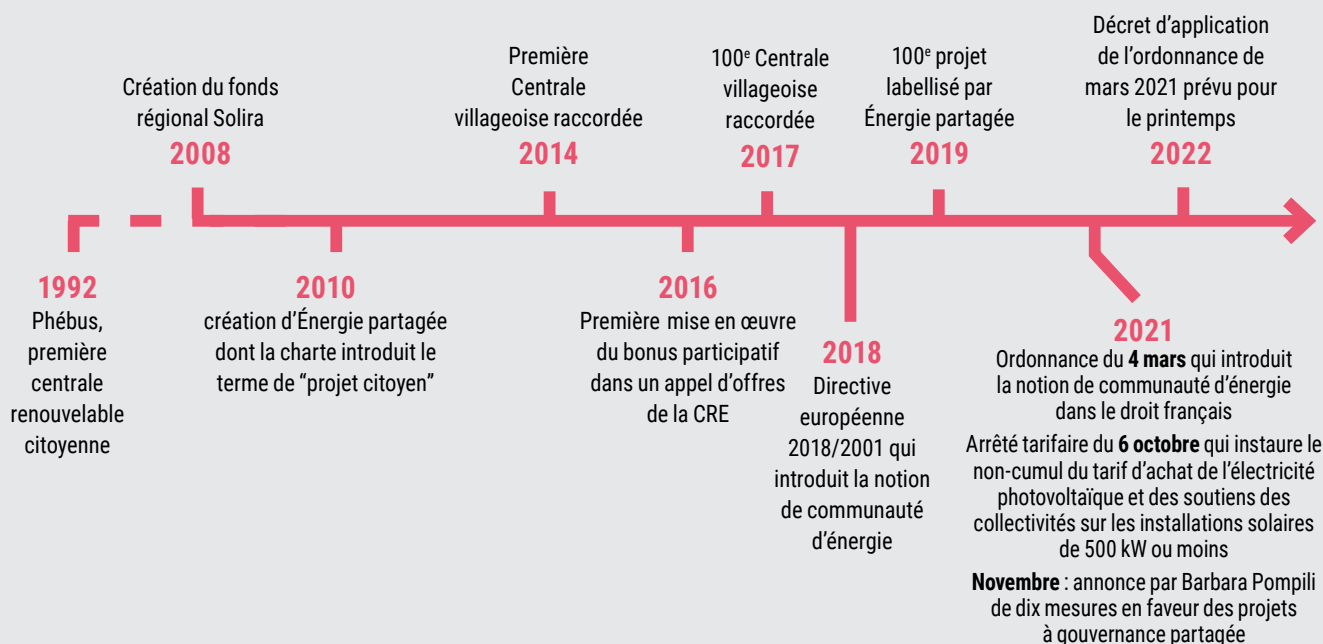 Création du fonds
régional Solira
2008
Première
Centrale
villageoise raccordée
2014
100e Centrale
villageoise
raccordée
2017
100e projet
labellisé par
Énergie partagée
2019
Décret d’application
de l’ordonnance de
mars 2021 prévu pour
le printemps
2022
1992
Phébus,
première
centrale
renouvelable
citoyenne
2010
création d’Énergie partagée
dont la charte introduit le
terme de “projet citoyen”
2016
Première mise en œuvre
du bonus participatif
dans un appel d’offres
de la CRE
2018
Directive
européenne
2018/2001 qui
introduit la notion
de communauté
d’énergie
2021
Ordonnance du 4 mars qui introduit
la notion de communauté d’énergie
dans le droit français
Arrêté tarifaire du 6 octobre qui instaure le
non-cumul du tarif d’achat de l’électricité
photovoltaïque et des soutiens des
collectivités sur les installations solaires
de 500 kW ou moins
Novembre : annonce par Barbara Pompili
de dix mesures en faveur des projets
à gouvernance partagée